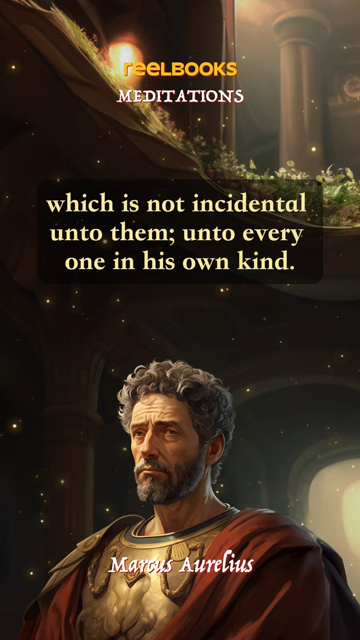 reelbooks
MEDITATIONS
which is not incidental
unto them; unto every
one in his own kind.
Marcus Aurelius